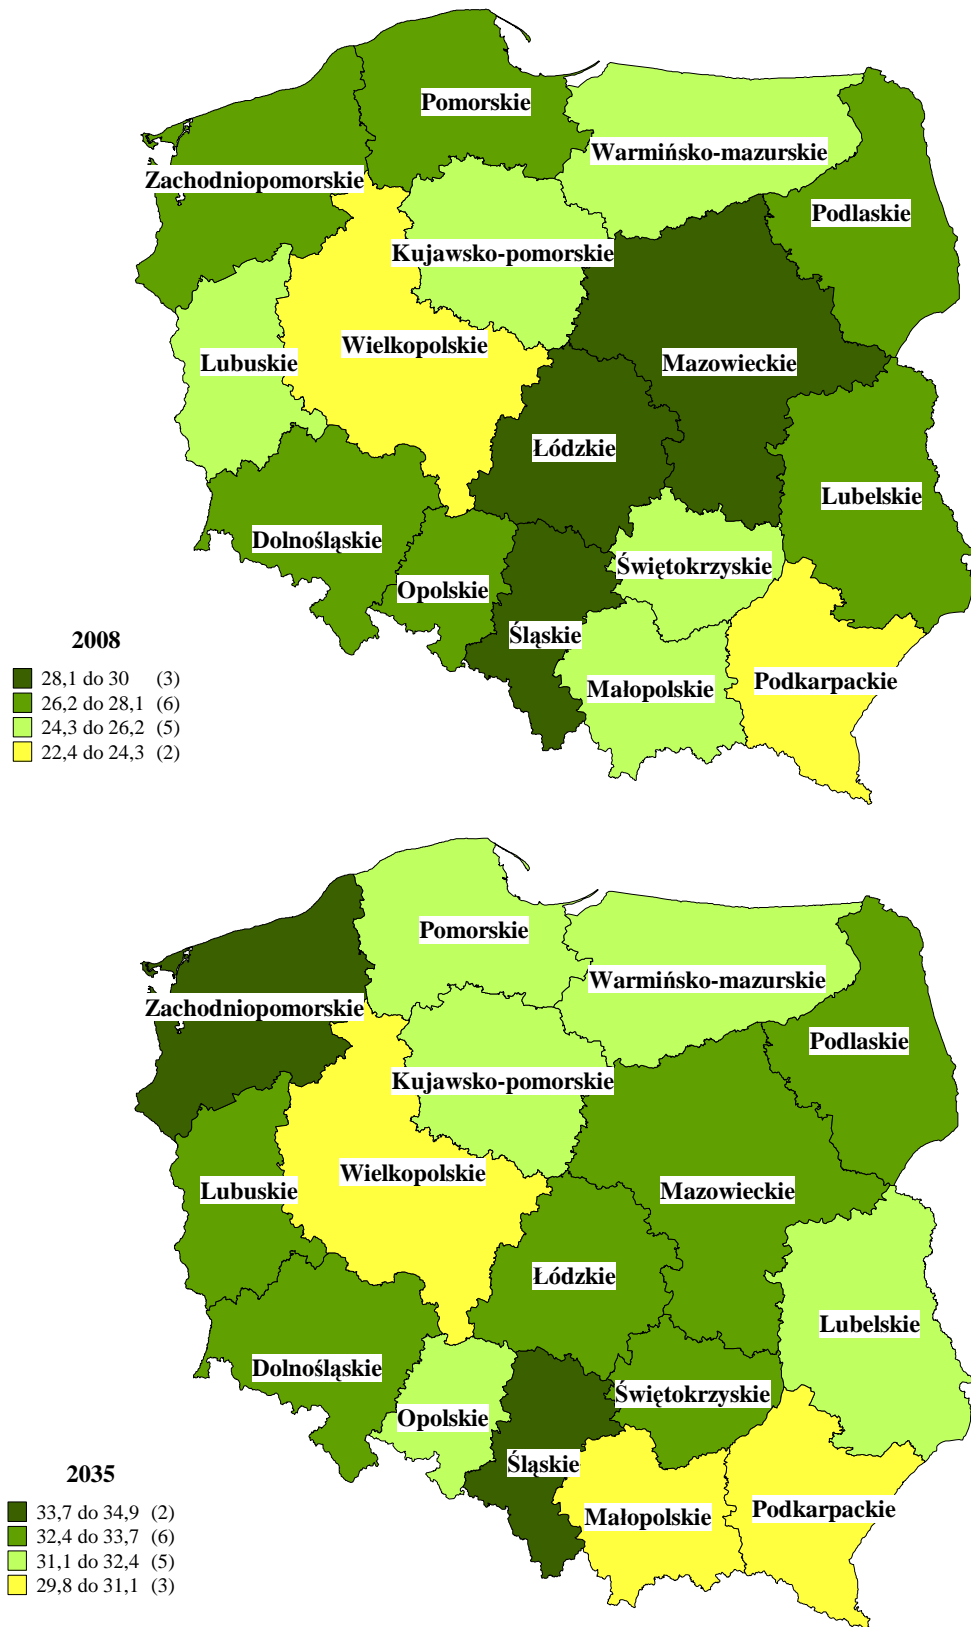 Pomorskie
Warmińsko-mazurskie
Zachodniopomorskie
Podlaskie
Kujawsko-pomorskie
Wielkopolskie
Lubuskie
Mazowieckie
Łódzkie
Lubelskie
Dolnośląskie
Świętokrzyskie
Opolskie
Śląskie
Podkarpackie
Małopolskie
2008
28,1 do 30 (3)
26,2 do 28,1 (6)
24,3 do 26,2 (5)
22,4 do 24,3 (2)
Pomorskie
Warmińsko-mazurskie
Zachodniopomorskie
Podlaskie
Kujawsko-pomorskie
Wielkopolskie
Lubuskie
Mazowieckie
Łódzkie
Lubelskie
Dolnośląskie
Świętokrzyskie
Opolskie
Śląskie
Podkarpackie
Małopolskie
2035
33,7 do 34,9 (2)
32,4 do 33,7 (6)
31,1 do 32,4 (5)
29,8 do 31,1 (3)